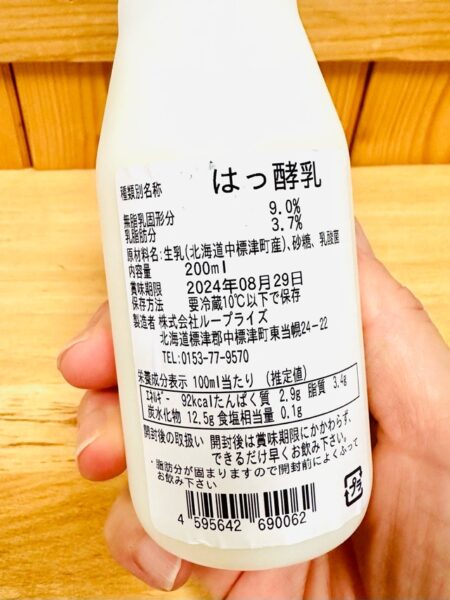 種類別名称 はっ酵乳
無脂乳固形分 9.0%
乳脂肪分 3.7%
原材料名:生乳(北海道中標津町産)、砂糖、乳酸菌
内容量 200ml
賞味期限 2024年08月29日
保存方法 要冷蔵10℃以下で保存
製造者 株式会社ループライズ
北海道標津郡中標津町東当幌24-22
TEL:0153-77-9570
栄養成分表示 100ml当たり (推定値)
エネルギー 92kcalたんぱく質 2.9g 脂質 3.4g
炭水化物 12.5g 食塩相当量 0.1g
開封後の取扱い 開封後は賞味期限にかかわらず、
できるだけ早くお飲み下さい。
・脂肪分が固まりますので開封前によくふって
お飲み下さい
4 595642 690062
プラ